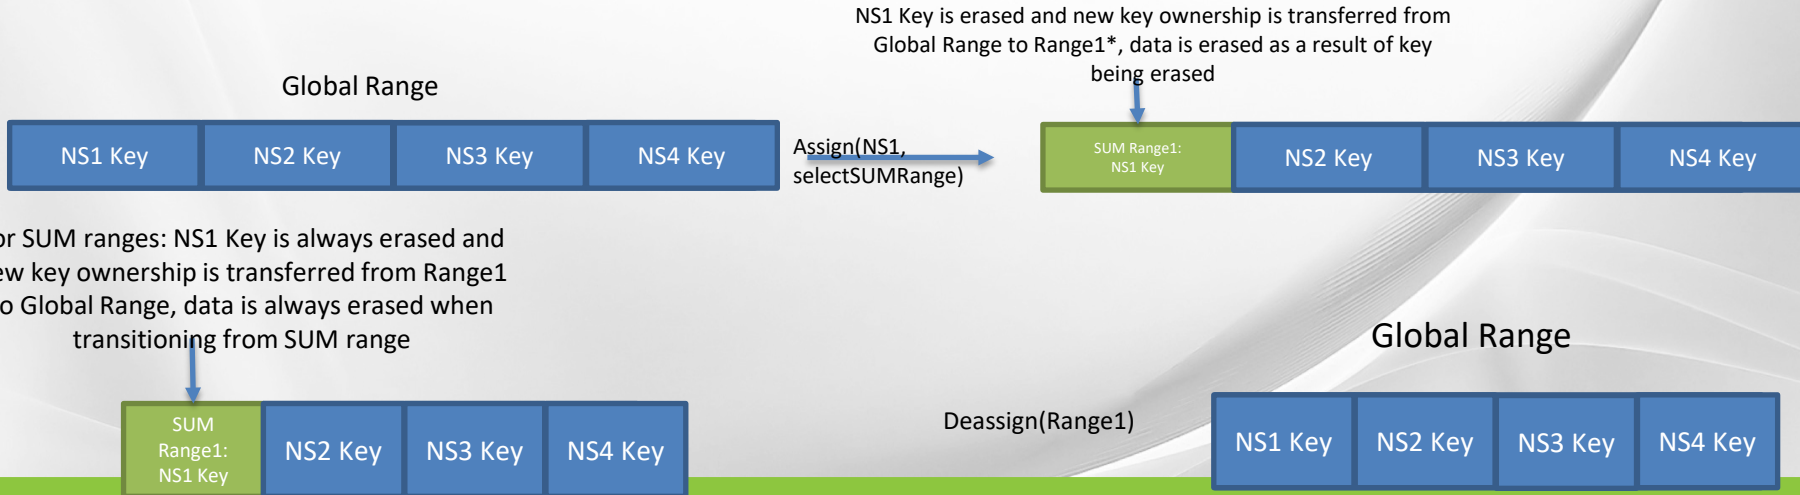 NS1 Key is erased and new key ownership is transferred from
Global Range to Range1*, data is erased as a result of key
being erased
Global Range
NS1 Key
NS2 Key
NS3 Key
NS4 Key
Assign(NS1,
selectSUMRange)
SUM Range1:
NS1 Key
NS2 Key
NS3 Key
NS4 Key
or SUM ranges: NS1 Key is always erased and
ew key ownership is transferred from Range1
o Global Range, data is always erased when
transitioning from SUM range
SUM
Range1:
NS1 Key
NS2 Key
NS3 Key
NS4 Key
Deassign(Range1)
Global Range
NS1 Key
NS2 Key
NS3 Key
NS4 Key